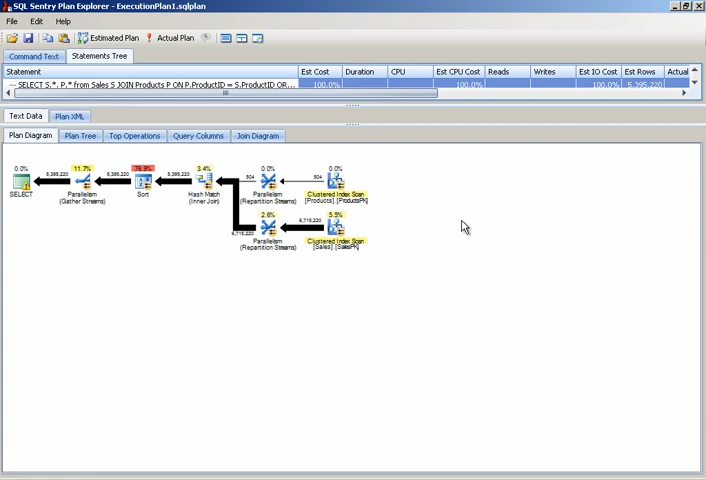 SQL Sentry Plan Explorer - ExecutionPlan1.sqlplan
File Edit Help
Estimated Plan Actual Plan
Command Text Statements Tree
Statement Est Cost Duration CPU Est CPU Cost Reads Writes Est IO Cost Est Rows Actual
SELECT S.*, P.* from Sales S JOIN Products P ON P.ProductID = S.ProductID OR... 100.0% 100.0% 100.0% 5,395,220
Text Data Plan XML
Plan Diagram Plan Tree Top Operations Query Columns Join Diagram
0.0% 11.7% 76.9% 3.4% 0.0% 0.0%
5,395,220 5,395,220 5,395,220 504 504
SELECT Parallelism Sort Hash Match Parallelism Clustered Index Scan
(Gather Streams) (Inner Join) (Repartition Streams) [Products].[ProductsPK]
2.6% 5.5%
6,715,220 6,715,220
Parallelism Clustered Index Scan
(Repartition Streams) [Sales].[SalesPK]